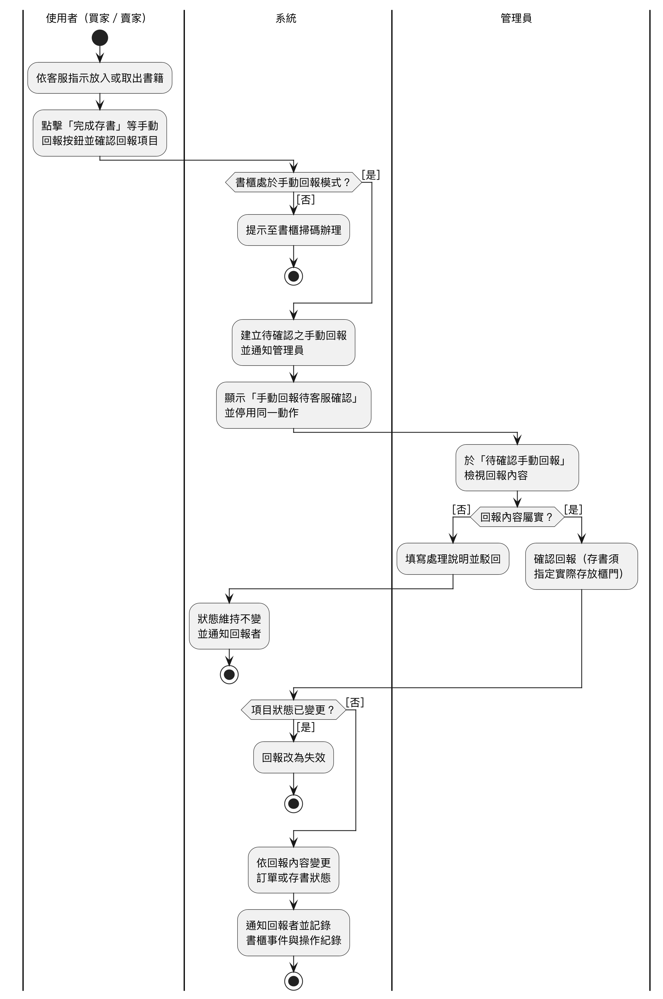 使用者（買家 / 賣家）
系統
管理員
依客服指示放入或取出書籍
點擊「完成存書」等手動
回報按鈕並確認回報項目
書櫃處於手動回報模式？
[是]
[否]
提示至書櫃掃碼辦理
建立待確認之手動回報
並通知管理員
顯示「手動回報待客服確認」
並停用同一動作
於「待確認手動回報」
檢視回報內容
[否]
回報內容屬實？
[是]
填寫處理說明並駁回
確認回報（存書須
指定實際存放櫃門）
狀態維持不變
並通知回報者
項目狀態已變更？
[否]
[是]
回報改為失效
依回報內容變更
訂單或存書狀態
通知回報者並記錄
書櫃事件與操作紀錄